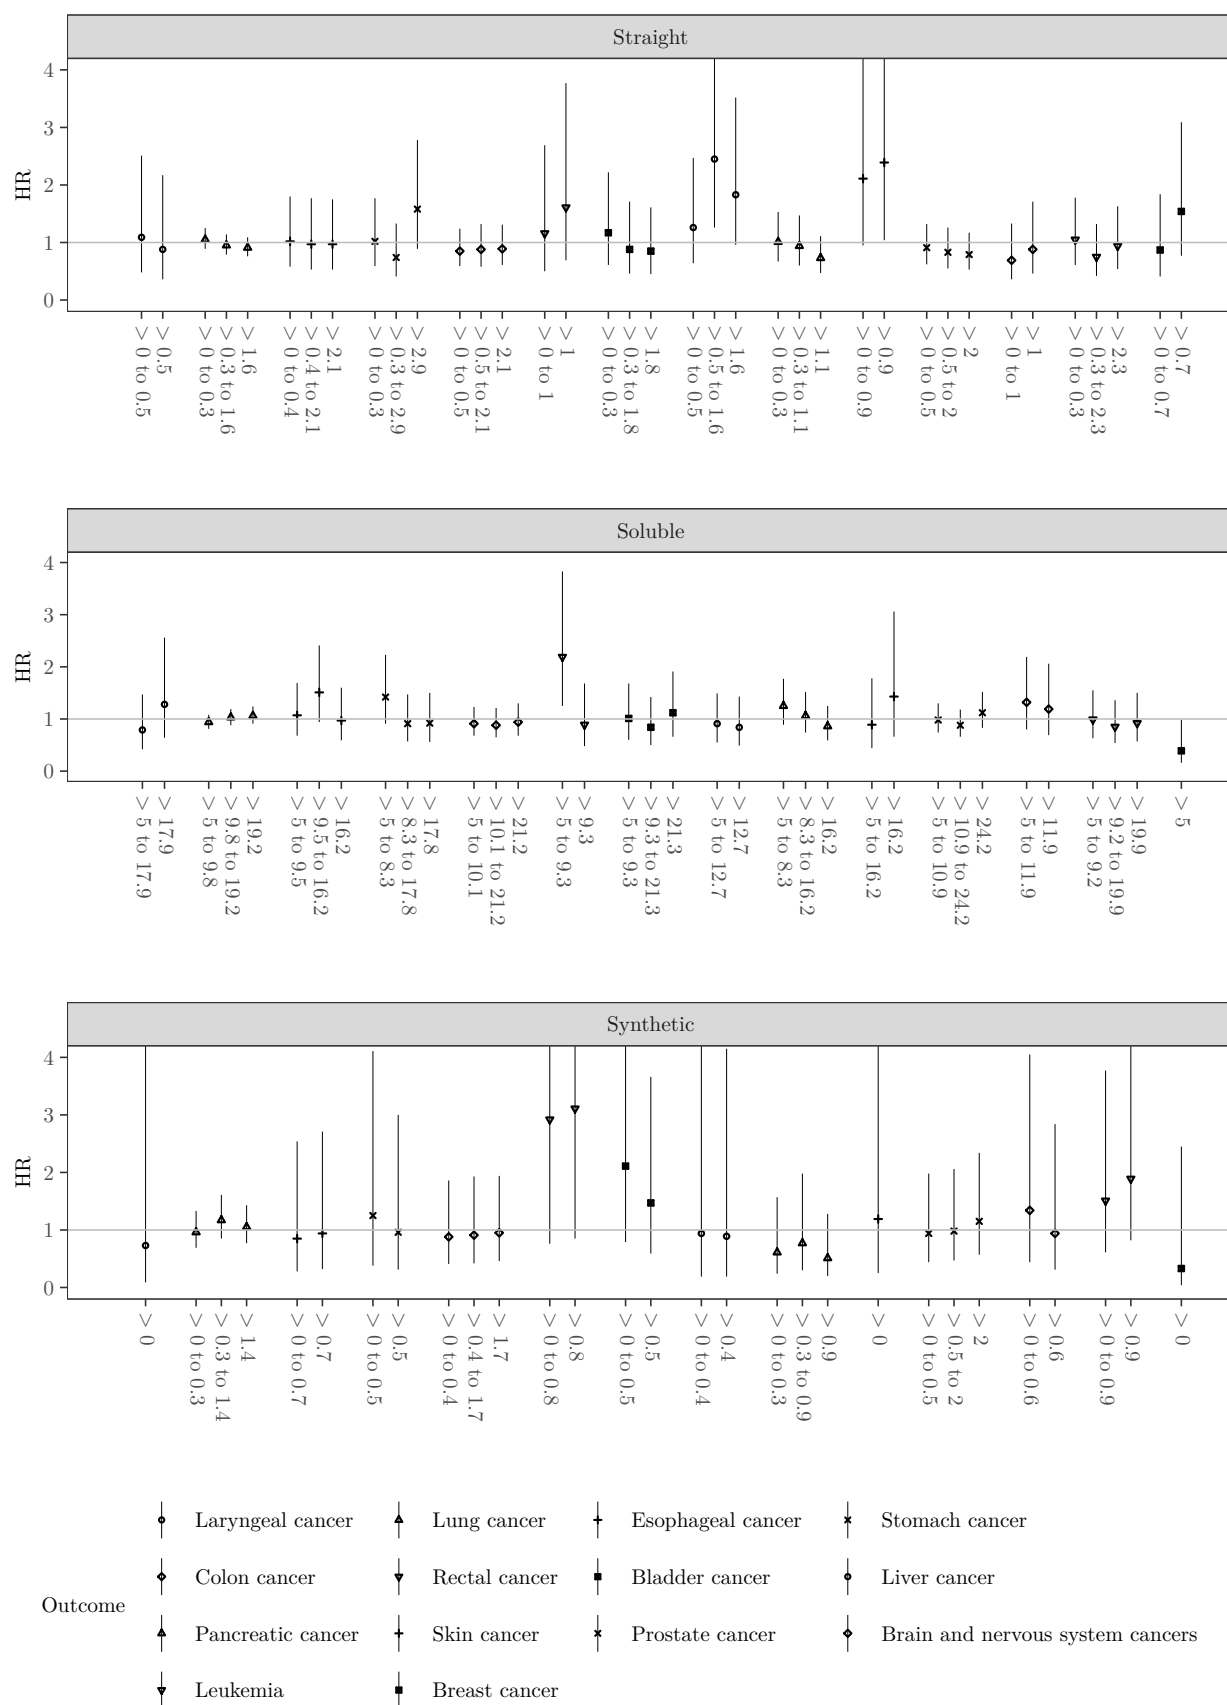 Straight
HR
4
3
2
1
0
> 0 to 0.5
> 0.5
> 0 to 0.3
> 0.3 to 1.6
> 1.6
> 0 to 0.4
> 0.4 to 2.1
> 2.1
> 0 to 0.3
> 0.3 to 2.9
> 2.9
> 0 to 0.5
> 0.5 to 2.1
> 2.1
> 0 to 1
> 1
> 0 to 0.3
> 0.3 to 1.8
> 1.8
> 0 to 0.5
> 0.5 to 1.6
> 1.6
> 0 to 0.3
> 0.3 to 1.1
> 1.1
> 0 to 0.9
> 0.9
> 0 to 0.5
> 0.5 to 2
> 2
> 0 to 1
> 1
> 0 to 0.3
> 0.3 to 2.3
> 2.3
> 0 to 0.7
> 0.7
Soluble
HR
4
3
2
1
0
> 5 to 17.9
> 17.9
> 5 to 9.8
> 9.8 to 19.2
> 19.2
> 5 to 9.5
> 9.5 to 16.2
> 16.2
> 5 to 8.3
> 8.3 to 17.8
> 17.8
> 5 to 10.1
> 10.1 to 21.2
> 21.2
> 5 to 9.3
> 9.3
> 5 to 9.3
> 9.3 to 21.3
> 21.3
> 5 to 12.7
> 12.7
> 5 to 8.3
> 8.3 to 16.2
> 16.2
> 5 to 16.2
> 16.2
> 5 to 10.9
> 10.9 to 24.2
> 24.2
> 5 to 11.9
> 11.9
> 5 to 9.2
> 9.2 to 19.9
> 19.9
> 5
Synthetic
HR
4
3
2
1
0
> 0
> 0 to 0.3
> 0.3 to 1.4
> 1.4
> 0 to 0.7
> 0.7
> 0 to 0.5
> 0.5
> 0 to 0.4
> 0.4 to 1.7
> 1.7
> 0 to 0.8
> 0.8
> 0 to 0.5
> 0.5
> 0 to 0.4
> 0.4
> 0 to 0.3
> 0.3 to 0.9
> 0.9
> 0
> 0 to 0.5
> 0.5 to 2
> 2
> 0 to 0.6
> 0.6
> 0 to 0.9
> 0.9
> 0
Outcome
Laryngeal cancer
Lung cancer
Esophageal cancer
Stomach cancer
Colon cancer
Rectal cancer
Bladder cancer
Liver cancer
Pancreatic cancer
Skin cancer
Prostate cancer
Brain and nervous system cancers
Leukemia
Breast cancer